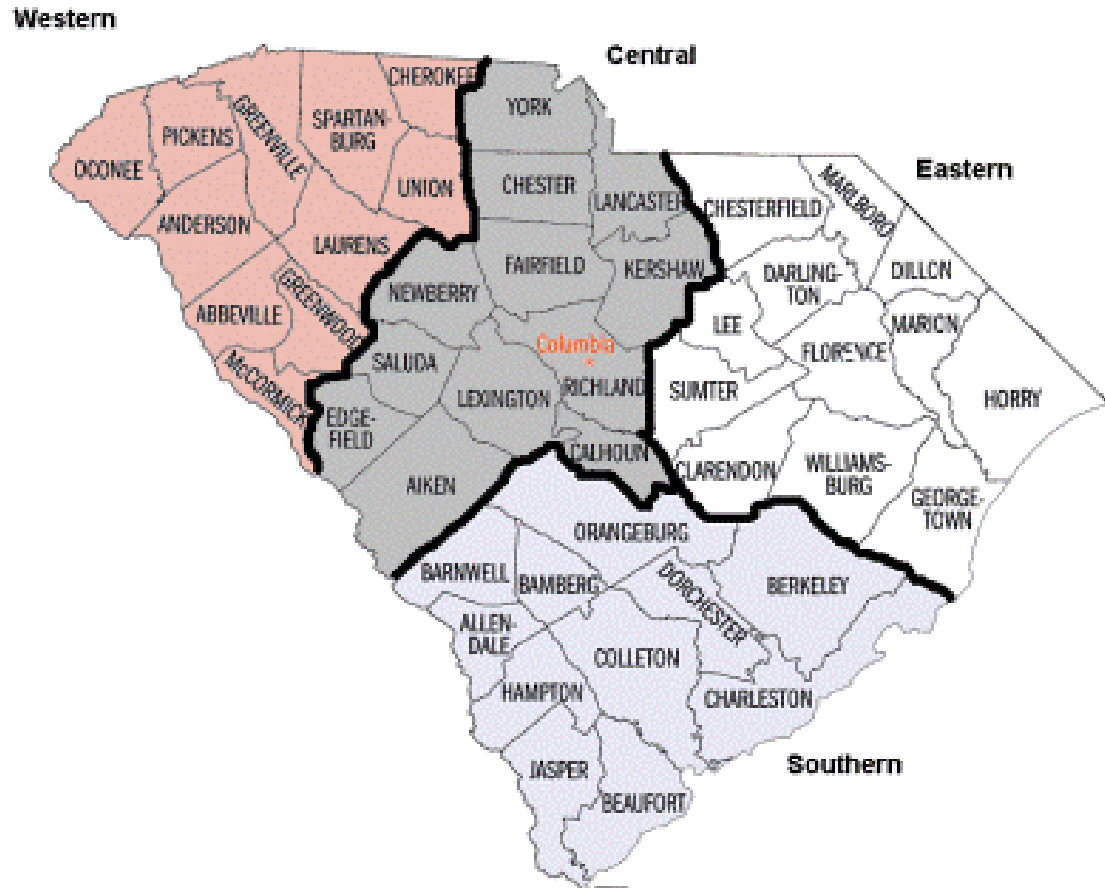 Western
Central
Eastern
Southern
CHEROKEE
SPARTAN-
BURG
GREENVILLE
PICKENS
OCONEE
UNION
ANDERSON
LAURENS
GREENWOOD
ABBEVILLE
McCORMICK
YORK
CHESTER
LANCASTER
FAIRFIELD
KERSHAW
NEWBERRY
Columbia
SALUDA
RICHLAND
LEXINGTON
EDGE-
FIELD
CALHOUN
AIKEN
CHESTERFIELD
MARLBORO
DARLING-
TON
DILLON
LEE
MARION
FLORENCE
SUMTER
HORRY
CLARENDON
WILLIAMS-
BURG
GEORGE-
TOWN
ORANGEBURG
BARNWELL
BAMBERG
DORCHESTER
BERKELEY
ALLEN-
DALE
COLLETON
HAMPTON
CHARLESTON
JASPER
BEAUFORT